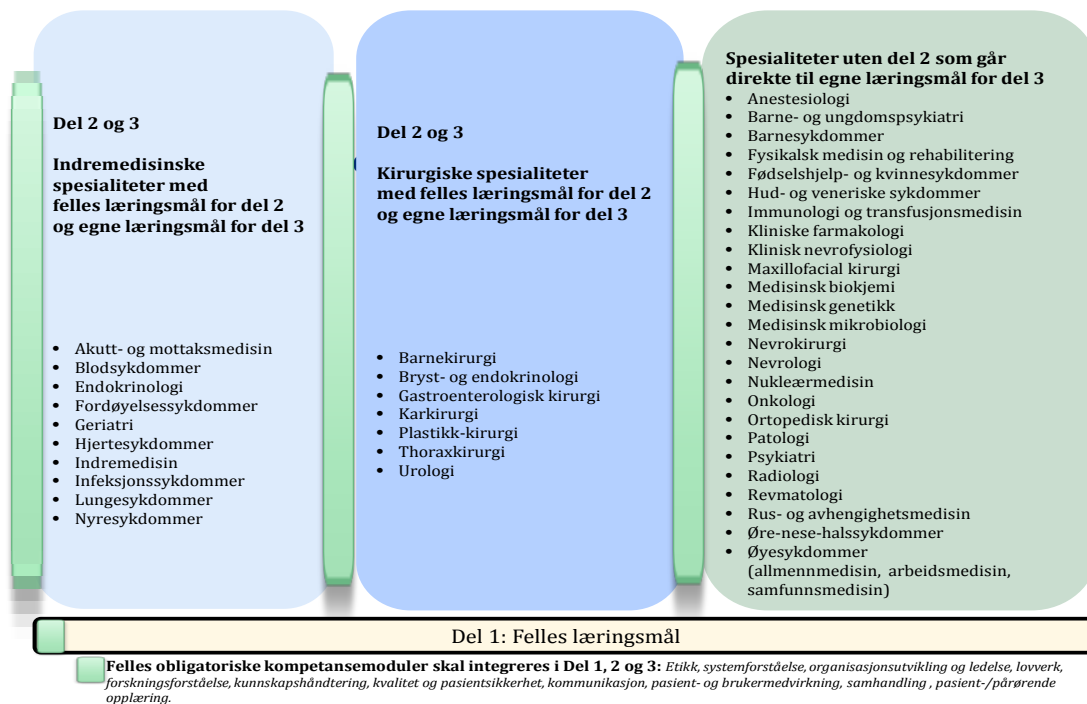 Del 2 og 3
Indremedisinske
spesialiteter med
felles læringsmål for del 2
og egne læringsmål for del 3
• Akutt- og mottaksmedisin
• Blodsykdommer
• Endokrinologi
• Fordøyelsessykdommer
• Geriatri
• Hjertesykdommer
• Indremedisin
• Infeksjonssykdommer
• Lungesykdommer
• Nyresykdommer
Del 2 og 3
Kirurgiske spesialiteter
med felles læringsmål for del 2
og egne læringsmål for del 3
• Barnekirurgi
• Bryst- og endokrinologi
• Gastroenterologisk kirurgi
• Karkirurgi
• Plastikk-kirurgi
• Thoraxkirurgi
• Urologi
Spesialiteter uten del 2 som går
direkte til egne læringsmål for del 3
• Anestesiologi
• Barne- og ungdomspsykiatri
• Barnesykdommer
• Fysikalsk medisin og rehabilitering
• Fødselshjelp- og kvinnesykdommer
• Hud- og veneriske sykdommer
• Immunologi og transfusjonsmedisin
• Kliniske farmakologi
• Klinisk nevrofysiologi
• Maxillofacial kirurgi
• Medisinsk biokjemi
• Medisinsk genetikk
• Medisinsk mikrobiologi
• Nevrokirurgi
• Nevrologi
• Nukleærmedisin
• Onkologi
• Ortopedisk kirurgi
• Patologi
• Psykiatri
• Radiologi
• Revmatologi
• Rus- og avhengighetsmedisin
• Øre-nese-halssykdommer
• Øyesykdommer
(allmennmedisin, arbeidsmedisin,
samfunnsmedisin)
Del 1: Felles læringsmål
Felles obligatoriske kompetansemoduler skal integreres i Del 1, 2 og 3: Etikk, systemforståelse, organisasjonsutvikling og ledelse, lovverk,
forskningsforståelse, kunnskapshåndtering, kvalitet og pasientsikkerhet, kommunikasjon, pasient- og brukermedvirkning, samhandling , pasient-/pårørende
opplæring.